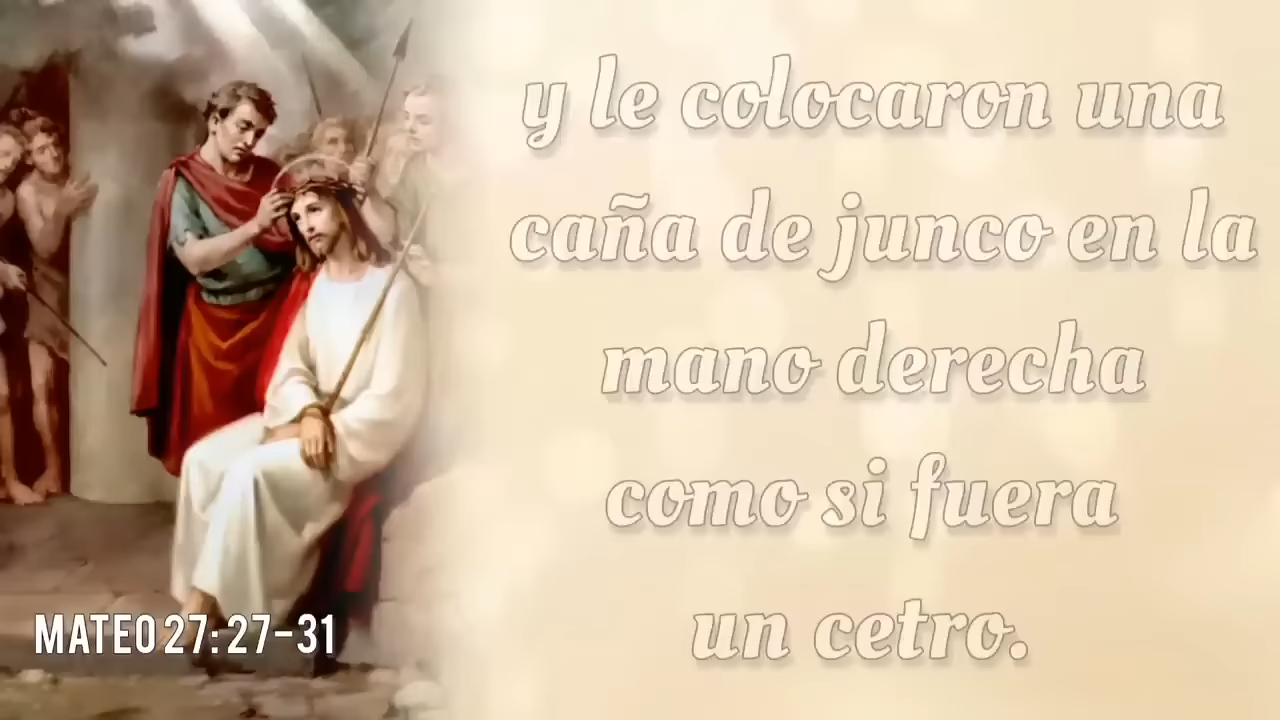 y le colocaron una
caña de junco en la
mano derecha
como si fuera
un cetro.
MATEO 27: 27-31